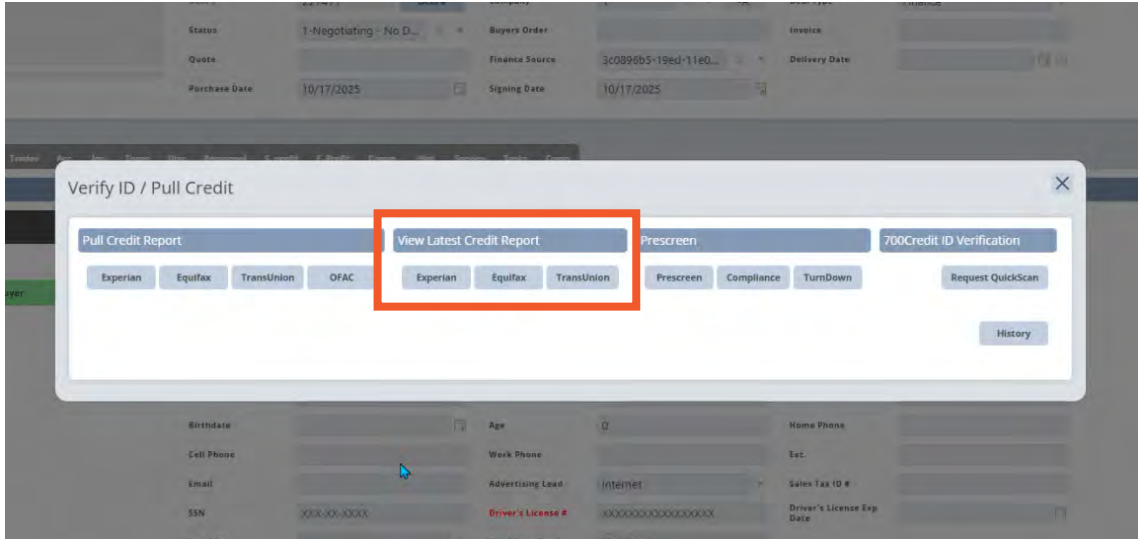 Status 1-Negotiating - No D... Buyers Order Invoice
Quote Finance Source 3c0896b5-19ed-11e0... Delivery Date
Purchase Date 10/17/2025 Signing Date 10/17/2025
Verify ID / Pull Credit
Pull Credit Report View Latest Credit Report Prescreen 700Credit ID Verification
Experian Equifax TransUnion OFAC Experian Equifax TransUnion Prescreen Compliance TurnDown Request QuickScan
History
Birthdate Age 0 Home Phone
Cell Phone Work Phone Ext.
Email Advertising Lead Internet Sales Tax ID #
SSN XXX-XX-XXXX Driver's License # XXXXXXXXXXXXXXXXX Driver's License Exp
Date